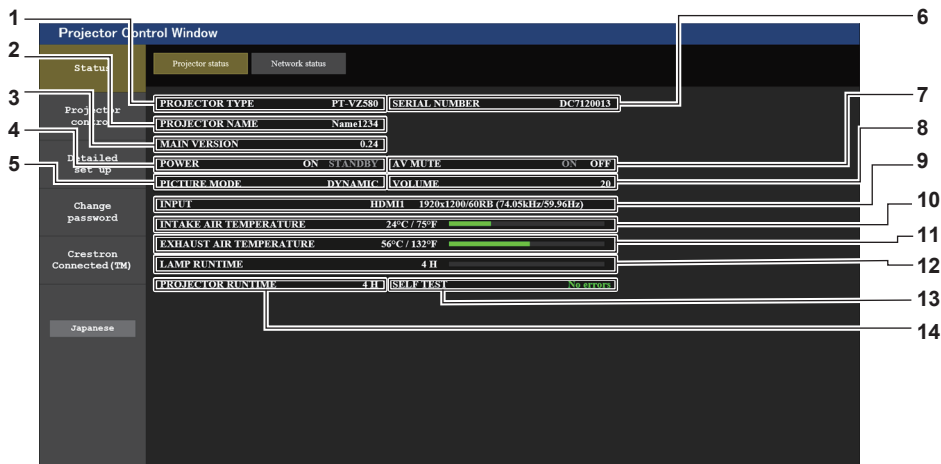 Projector Control Window
Status
Projector control
Detailed set up
Change password
Crestron Connected(TM)
Japanese
Projector status Network status
PROJECTOR TYPE PT-VZ580 SERIAL NUMBER DC7120013
PROJECTOR NAME Name1234
MAIN VERSION 0.24
POWER ON STANDBY AV MUTE ON OFF
PICTURE MODE DYNAMIC VOLUME 20
INPUT HDMI1 1920x1200/60RB (74.05kHz/59.96Hz)
INTAKE AIR TEMPERATURE 24°C / 75°F
EXHAUST AIR TEMPERATURE 56°C / 132°F
LAMP RUNTIME 4 H
PROJECTOR RUNTIME 4 H SELF TEST No errors
1
2
3
4
5
6
7
8
9
10
11
12
13
14